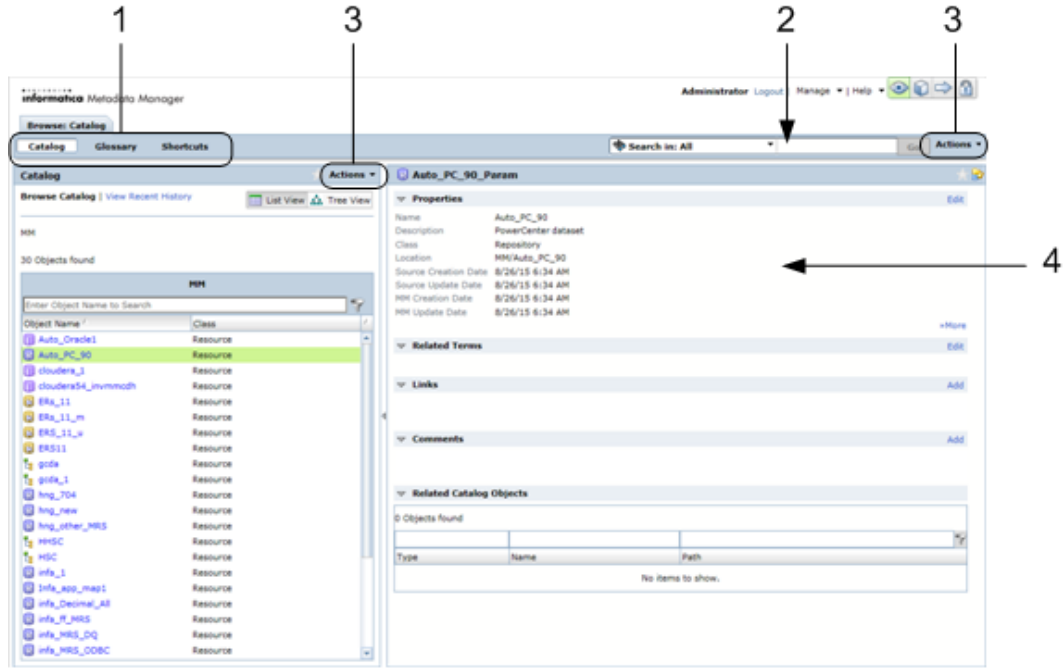 1
3
2
3
informatica Metadata Manager
Administrator Logout | Manage | Help
Browse: Catalog
Catalog Glossary Shortcuts
Search in: All
Actions
Catalog
Actions
Auto_PC_90_Param
Browse Catalog | View Recent History
List View Tree View
Properties
Edit
MM
30 Objects found
Name Auto_PC_90
Description PowerCenter dataset
Class Repository
Location MM/Auto_PC_90
Source Creation Date 8/26/15 6:34 AM
Source Update Date 8/26/15 6:34 AM
MM Creation Date 8/26/15 6:34 AM
MM Update Date 8/26/15 6:34 AM
4
»More
MM
Enter Object Name to Search
Object Name Class
Auto_Oracle1 Resource
Auto_PC_90 Resource
cloudera_1 Resource
cloudera54_invmmcdh Resource
ERs_11 Resource
ERs_11_m Resource
ERS_11_u Resource
ERS11 Resource
gcda Resource
gcda_1 Resource
hng_704 Resource
hng_new Resource
hng_other_MRS Resource
HHSC Resource
HSC Resource
infa_1 Resource
Infa_app_map1 Resource
infa_Decimal_All Resource
infa_ff_MRS Resource
infa_MRS_DQ Resource
infa_MRS_ODBC Resource
Related Terms
Edit
Links
Add
Comments
Add
Related Catalog Objects
0 Objects found
Type Name Path
No items to show.